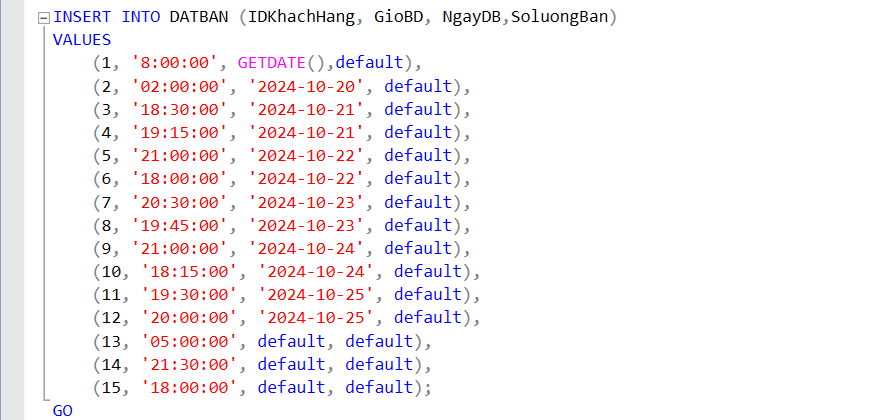 INSERT INTO DATBAN (IDKhachHang, GioBD, NgayDB,SoluongBan)
VALUES
(1, '8:00:00', GETDATE(),default),
(2, '02:00:00', '2024-10-20', default),
(3, '18:30:00', '2024-10-21', default),
(4, '19:15:00', '2024-10-21', default),
(5, '21:00:00', '2024-10-22', default),
(6, '18:00:00', '2024-10-22', default),
(7, '20:30:00', '2024-10-23', default),
(8, '19:45:00', '2024-10-23', default),
(9, '21:00:00', '2024-10-24', default),
(10, '18:15:00', '2024-10-24', default),
(11, '19:30:00', '2024-10-25', default),
(12, '20:00:00', '2024-10-25', default),
(13, '05:00:00', default, default),
(14, '21:30:00', default, default),
(15, '18:00:00', default, default);
GO